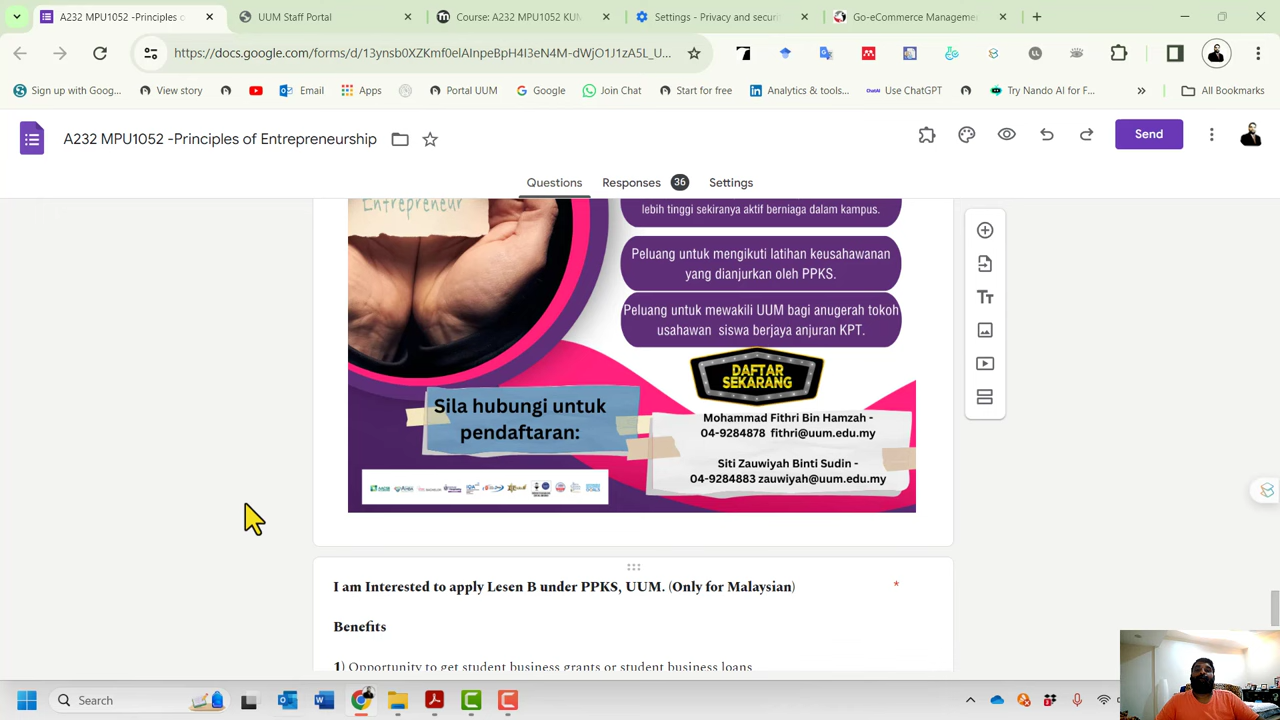 A232 MPU1052 -Principles of
UUM Staff Portal
Course: A232 MPU1052 KUM
Settings - Privacy and securi
Go-eCommerce Manageme
https://docs.google.com/forms/d/13ynsb0XZKmf0elAlnpeBpH4I3eN4M-dWjO1J1zA5L_U...
Sign up with Goog...
View story
Email
Apps
Portal UUM
Google
Join Chat
Start for free
Analytics & tools...
ChatAI
Use ChatGPT
Try Nando AI for F...
All Bookmarks
A232 MPU1052 -Principles of Entrepreneurship
Send
Questions
Responses 36
Settings
Entrepreneur
lebih tinggi sekiranya aktif berniaga dalam kampus.
Peluang untuk mengikuti latihan keusahawanan
yang dianjurkan oleh PPKS.
Peluang untuk mewakili UUM bagi anugerah tokoh
usahawan siswa berjaya anjuran KPT.
DAFTAR
SEKARANG
Sila hubungi untuk
pendaftaran:
Mohammad Fithri Bin Hamzah -
04-9284878 fithri@uum.edu.my
Siti Zauwiyah Binti Sudin -
04-9284883 zauwiyah@uum.edu.my
I am Interested to apply Lesen B under PPKS, UUM. (Only for Malaysian) *
Benefits
1) Opportunity to get student business grants or student business loans
Search